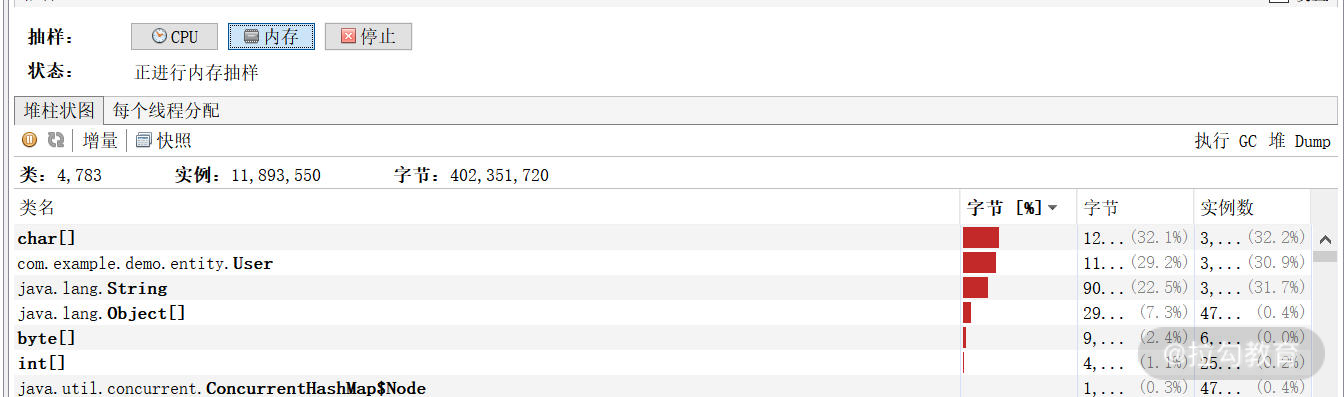 抽样： CPU 内存 停止
状态： 正进行内存抽样
堆柱状图 每个线程分配
增量 快照 执行 GC 堆 Dump
类：4,783 实例：11,893,550 字节：402,351,720
类名 字节 [%] 字节 实例数
char[] 12... (32.1%) 3,... (32.2%)
com.example.demo.entity.User 11... (29.2%) 3,... (30.9%)
java.lang.String 90... (22.5%) 3,... (31.7%)
java.lang.Object[] 29... (7.3%) 47... (0.4%)
byte[] 9,... (2.4%) 6,... (0.0%)
int[] 4,... (1.1%) 25... (0.2%)
java.util.concurrent.ConcurrentHashMap$Node 1,... (0.3%) 47... (0.4%)
@拉勾教育